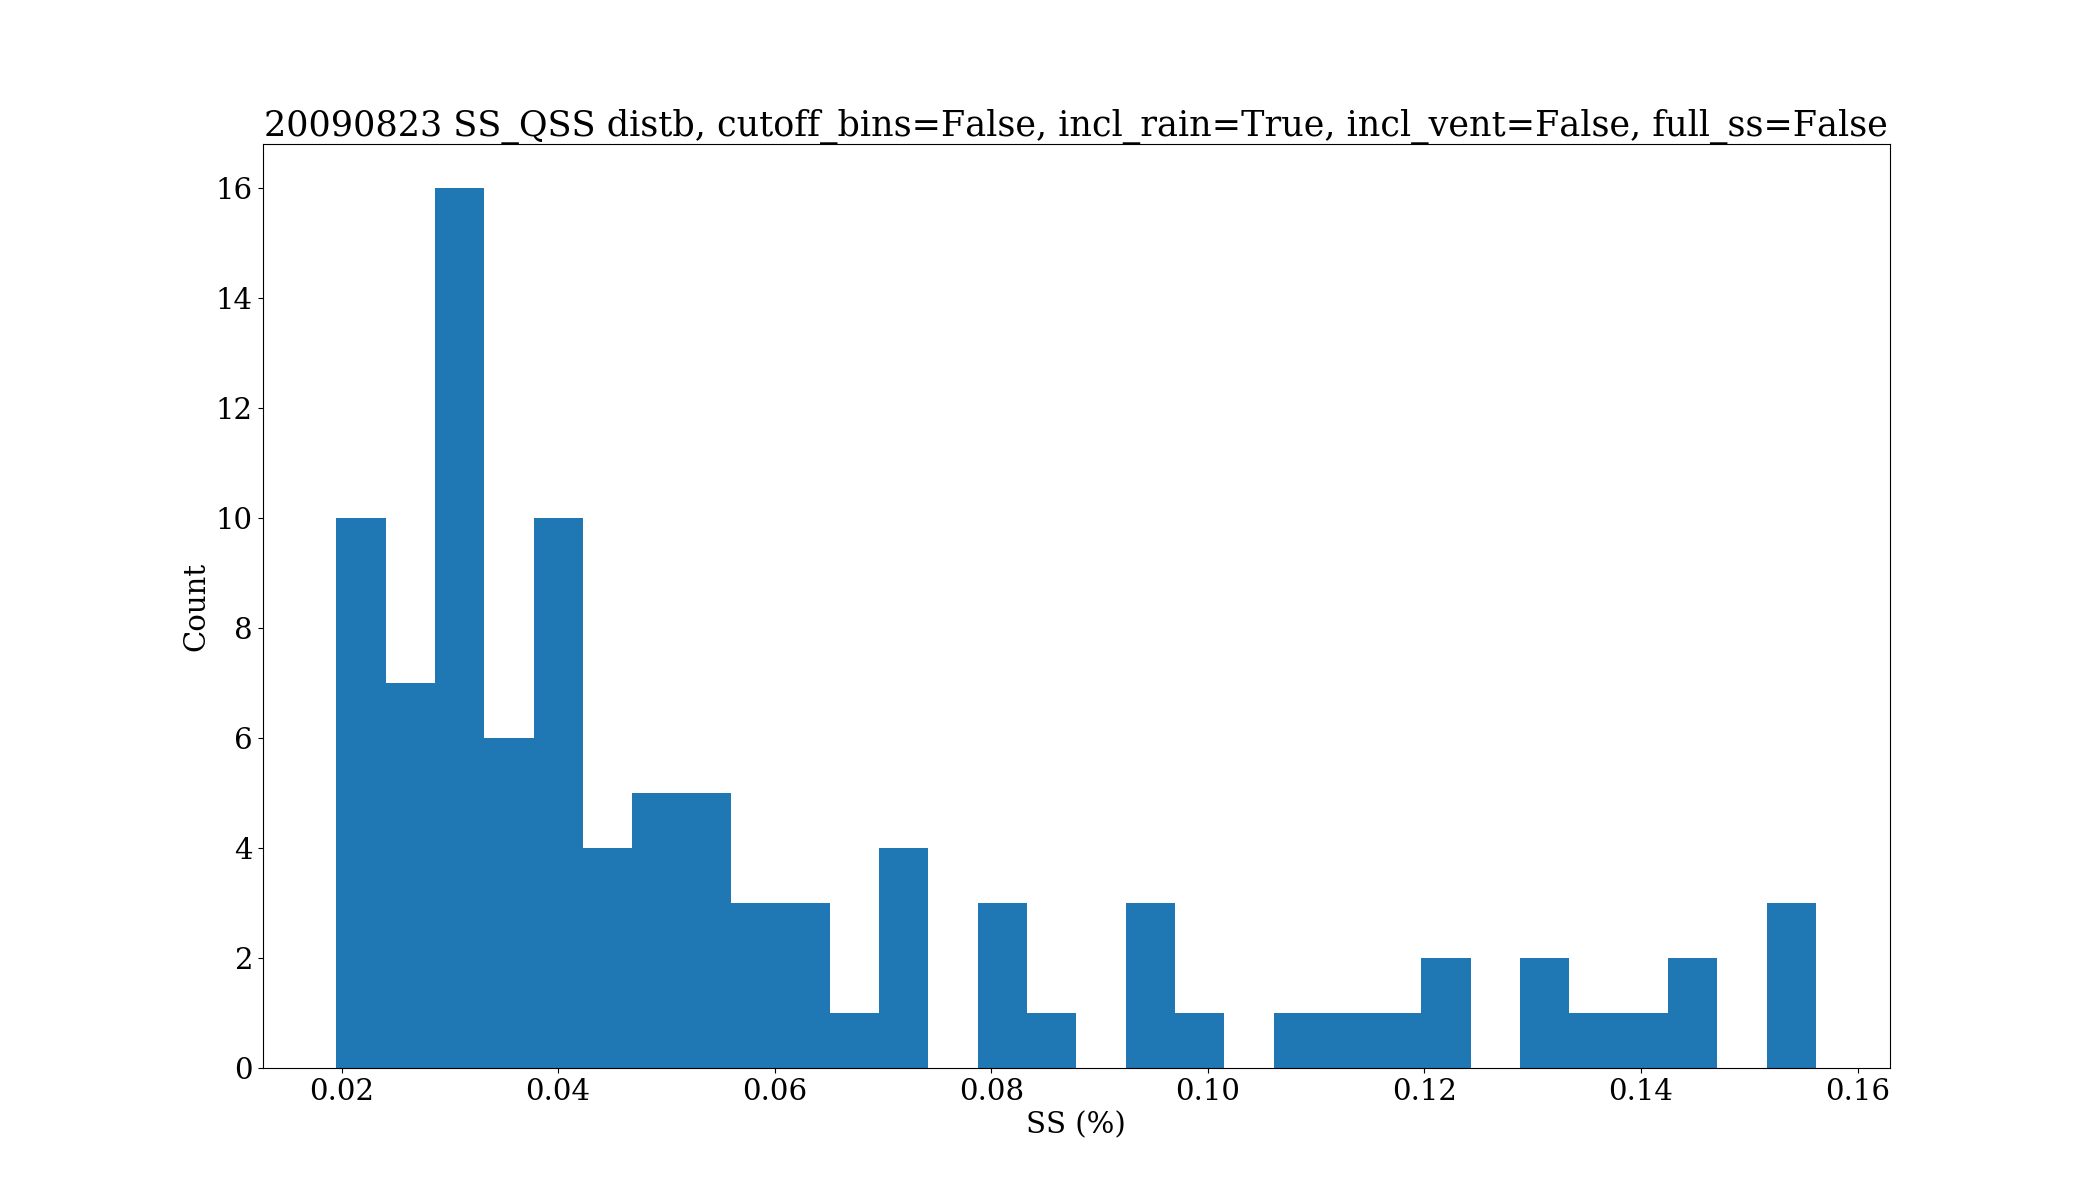 20090823 SS_QSS distb, cutoff_bins=False, incl_rain=True, incl_vent=False, full_ss=False
16
14
12
10
8
6
4
2
0
Count
0.02 0.04 0.06 0.08 0.10 0.12 0.14 0.16
SS (%)